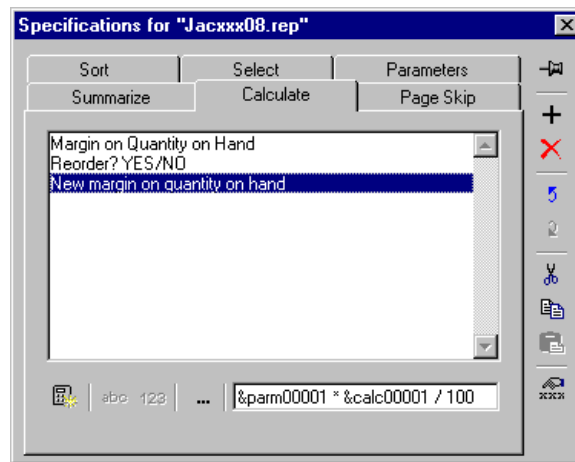 Specifications for "Jacxxx08.rep"
Sort
Select
Parameters
Summarize
Calculate
Page Skip
Margin on Quantity on Hand
Reorder? YES/NO
New margin on quantity on hand
abc 123 ... &parm00001 * &calc00001 / 100
xxx